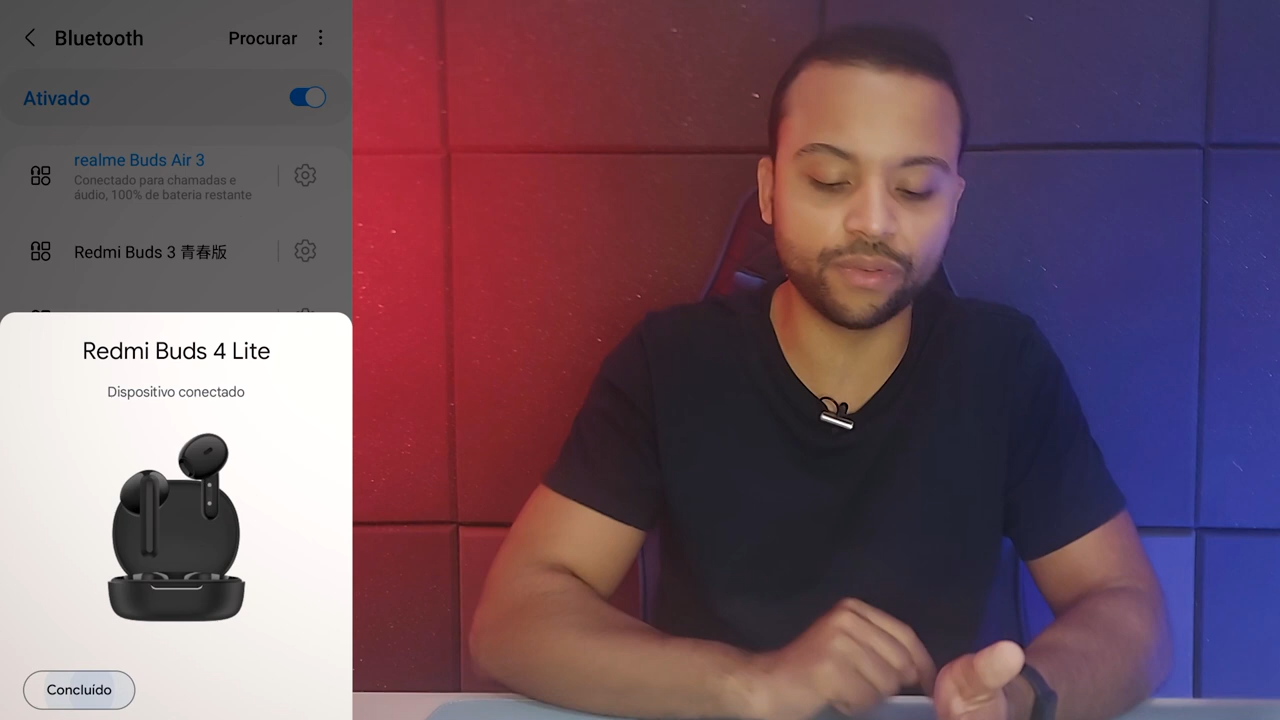 Bluetooth
Procurar
Ativado
realme Buds Air 3
Conectado para chamadas e
áudio, 100% de bateria restante
Redmi Buds 3 青春版
Redmi Buds 4 Lite
Dispositivo conectado
Concluído